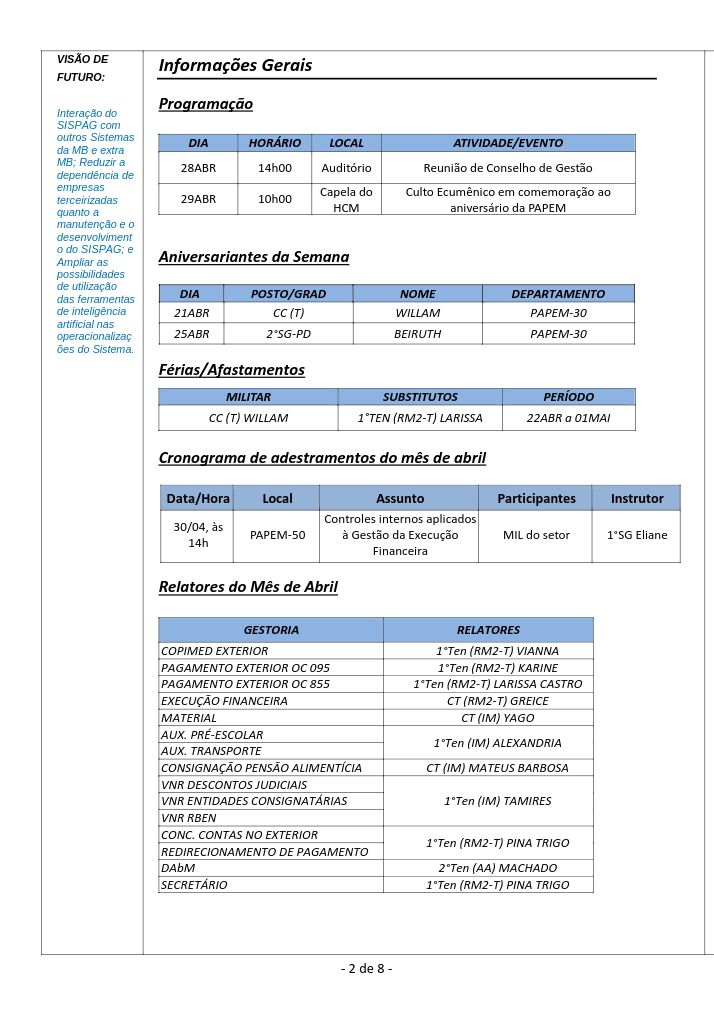 VISÃO DE
FUTURO:
Interação do
SISPAG com
outros Sistemas
da MB e extra
MB; Reduzir a
dependência de
empresas
terceirizadas
quanto a
manutenção e o
desenvolviment
o do SISPAG; e
Ampliar as
possibilidades
de utilização
das ferramentas
de inteligência
artificial nas
operacionalizaç
ões do Sistema.
Informações Gerais
Programação
DIA HORÁRIO LOCAL ATIVIDADE/EVENTO
28ABR 14h00 Auditório Reunião de Conselho de Gestão
29ABR 10h00 Capela do HCM Culto Ecumênico em comemoração ao
aniversário da PAPEM
Aniversariantes da Semana
DIA POSTO/GRAD NOME DEPARTAMENTO
21ABR CC (T) WILLAM PAPEM-30
25ABR 2°SG-PD BEIRUTH PAPEM-30
Férias/Afastamentos
MILITAR SUBSTITUTOS PERÍODO
CC (T) WILLAM 1°TEN (RM2-T) LARISSA 22ABR a 01MAI
Cronograma de adestramentos do mês de abril
Data/Hora Local Assunto Participantes Instrutor
30/04, às
14h
PAPEM-50
Controles internos aplicados
à Gestão da Execução
Financeira
MIL do setor
1°SG Eliane
Relatores do Mês de Abril
GESTORIA RELATORES
COPIMED EXTERIOR 1°Ten (RM2-T) VIANNA
PAGAMENTO EXTERIOR OC 095 1°Ten (RM2-T) KARINE
PAGAMENTO EXTERIOR OC 855 1°Ten (RM2-T) LARISSA CASTRO
EXECUÇÃO FINANCEIRA CT (RM2-T) GREICE
MATERIAL CT (IM) YAGO
AUX. PRÉ-ESCOLAR
AUX. TRANSPORTE
1°Ten (IM) ALEXANDRIA
CONSIGNAÇÃO PENSÃO ALIMENTÍCIA CT (IM) MATEUS BARBOSA
VNR DESCONTOS JUDICIAIS
VNR ENTIDADES CONSIGNATÁRIAS
VNR RBEN
1°Ten (IM) TAMIRES
CONC. CONTAS NO EXTERIOR
REDIRECIONAMENTO DE PAGAMENTO
1°Ten (RM2-T) PINA TRIGO
DAbM 2°Ten (AA) MACHADO
SECRETÁRIO 1°Ten (RM2-T) PINA TRIGO
- 2 de 8 -